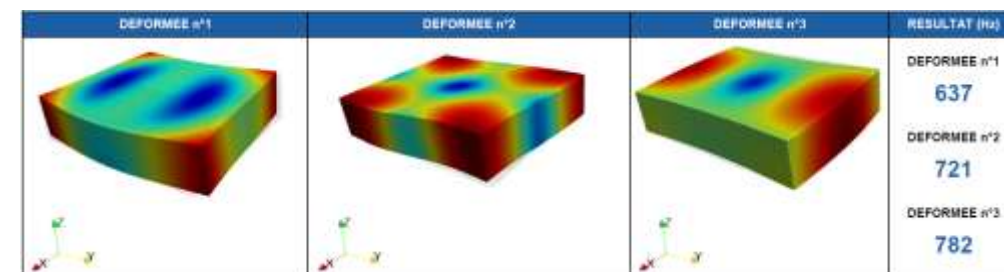 DEFORMEE n°1 DEFORMEE n°2 DEFORMEE n°3 RESULTAT (Hz)
DEFORMEE n°1
637
DEFORMEE n°2
721
DEFORMEE n°3
782
Z
X Y
Z
X Y
Z
X Y